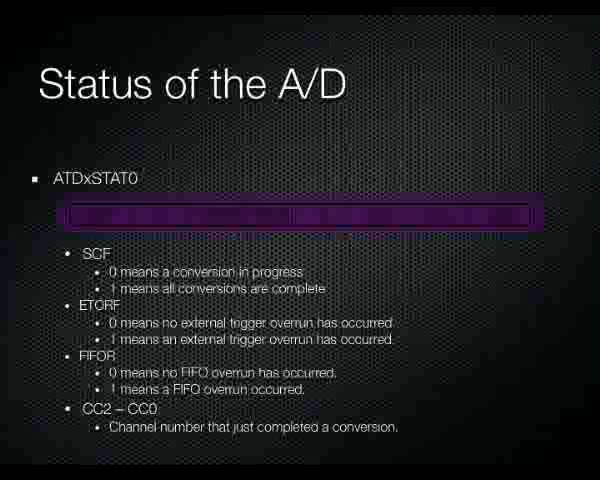 Status of the A/D
ATDxSTAT0
SCF
0 means a conversion in progress
1 means all conversions are complete
ETORF
0 means no external trigger overrun has occurred.
1 means an external trigger overrun has occurred.
FIFOR
0 means no FIFO overrun has occurred.
1 means a FIFO overrun occurred.
CC2 – CC0
Channel number that just completed a conversion.